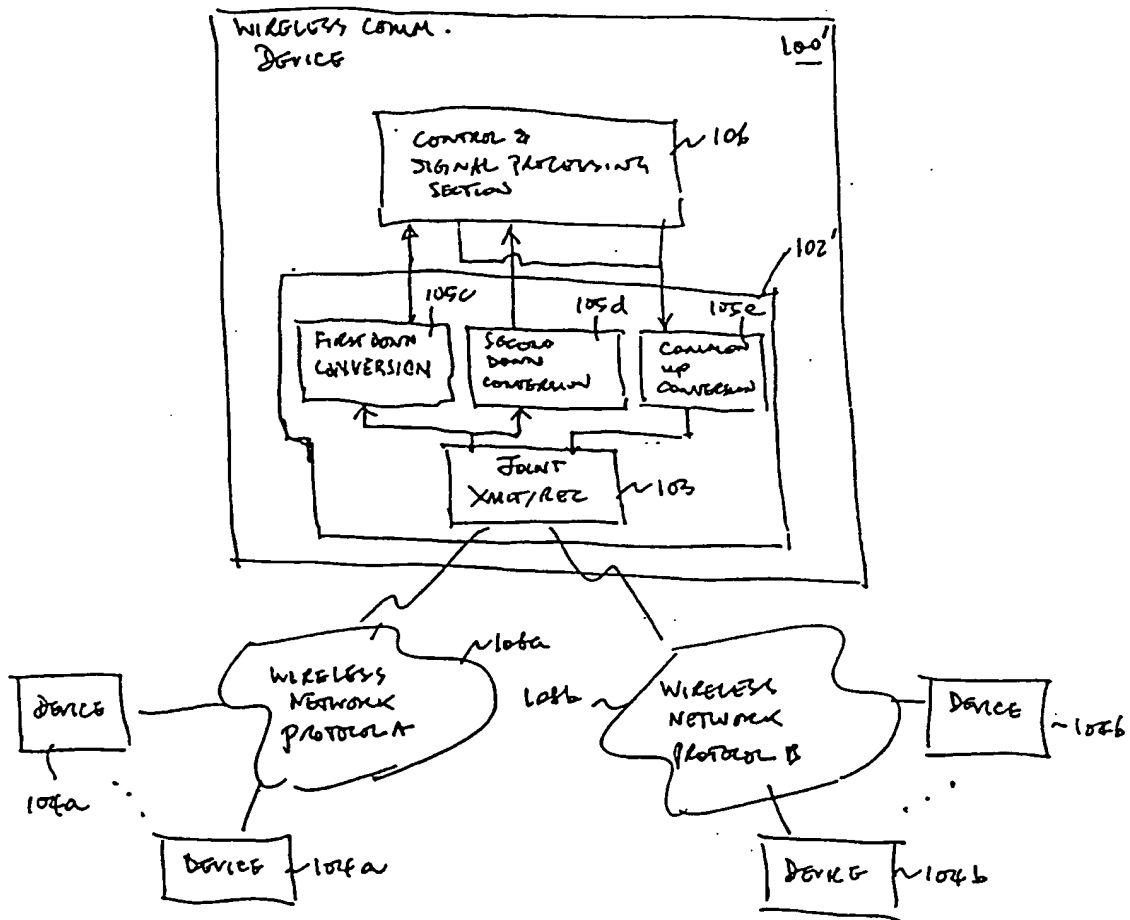 WIRELESS COMM.
DEVICE
100'
CONTROL &
SIGNAL PROCESSING
SECTION
106
102'
105c
105d
105e
FIRST DOWN
CONVERSION
SECOND
DOWN
CONVERSION
COMMON
UP
CONVERSION
JOINT
XMIT/REC
103
108a
WIRELESS
NETWORK
PROTOCOL A
108b
WIRELESS
NETWORK
PROTOCOL B
DEVICE
104a
DEVICE
104b
DEVICE
104a
DEVICE
104b